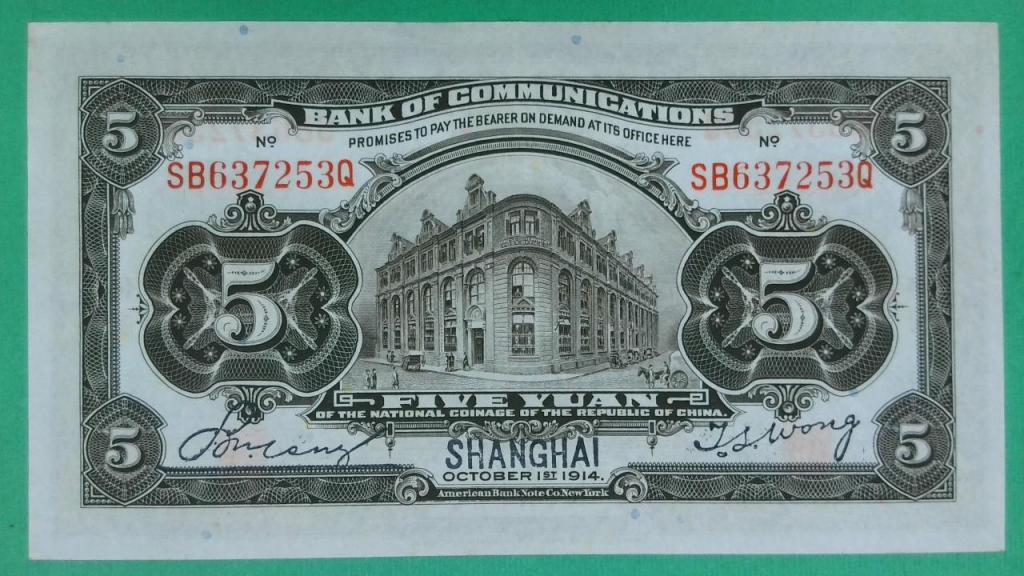 BANK OF COMMUNICATIONS
PROMISES TO PAY THE BEARER ON DEMAND AT ITS OFFICE HERE
5
5
Nº
Nº
SB637253Q
SB637253Q
5
5
FIVE YUAN
OF THE NATIONAL COINAGE OF THE REPUBLIC OF CHINA.
5
5
T.S. Wong
SHANGHAI
OCTOBER 1ST 1914.
American Bank Note Co. New York